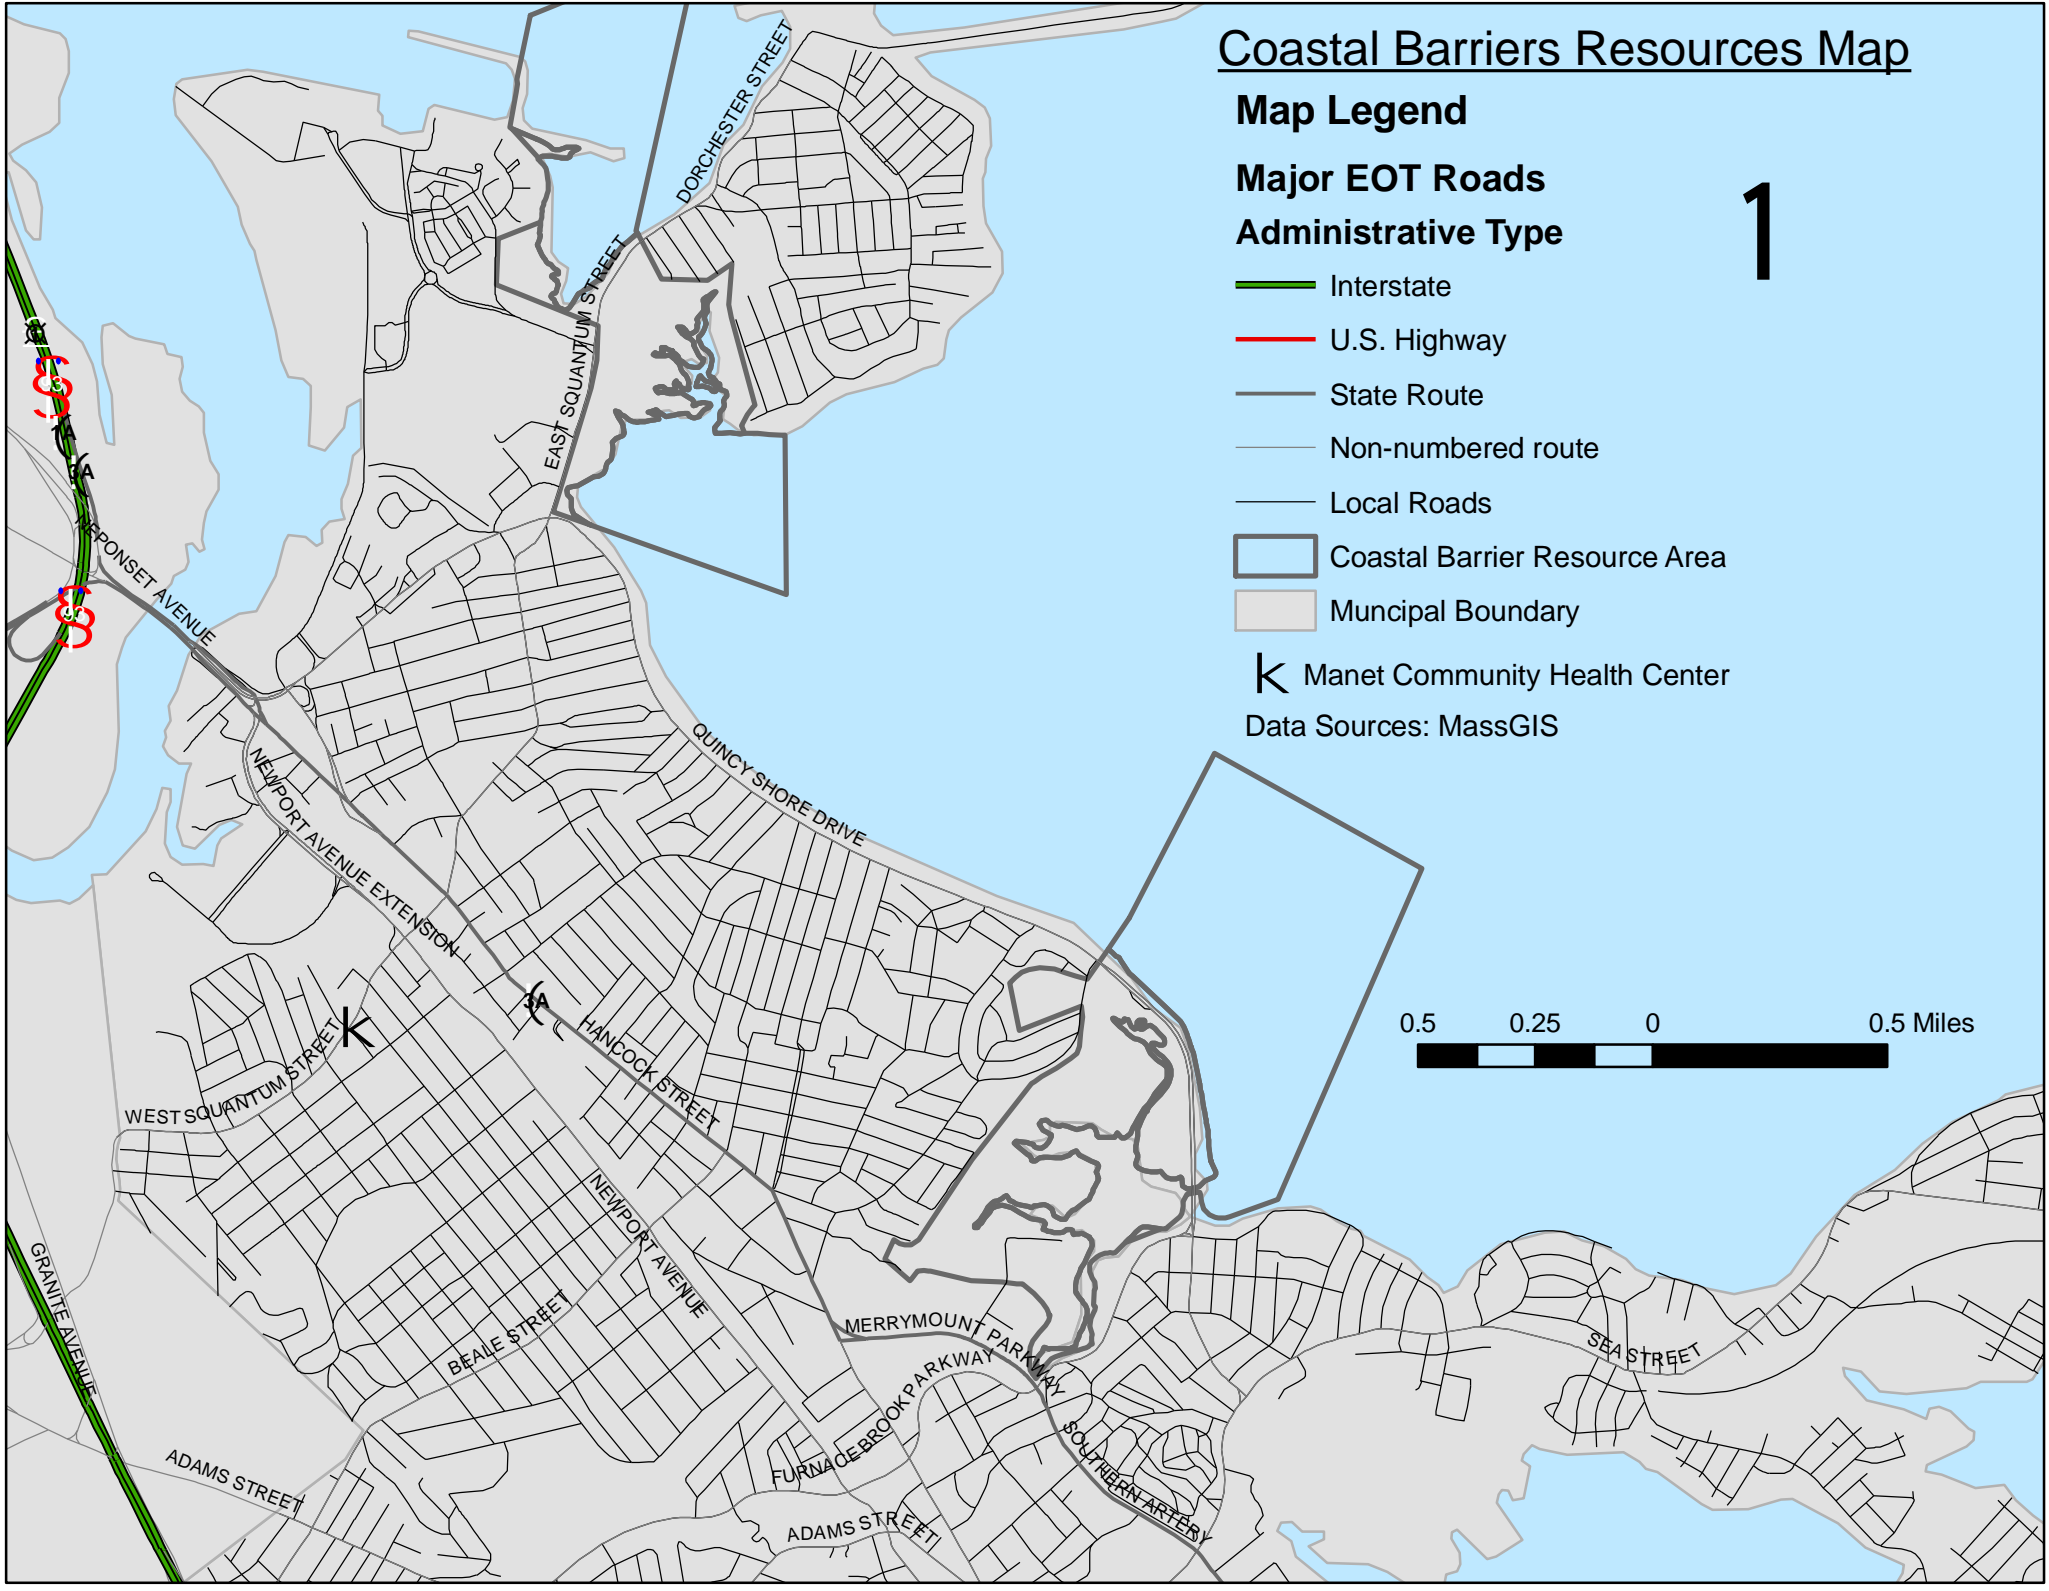 Coastal Barriers Resources Map
Map Legend
Major EOT Roads
Administrative Type
1
Interstate
U.S. Highway
State Route
Non-numbered route
Local Roads
Coastal Barrier Resource Area
Muncipal Boundary
k Manet Community Health Center
Data Sources: MassGIS
0.5 0.25 0 0.5 Miles
DORCHESTER STREET
EAST SQUANTUM STREET
3A
NEPONSET AVENUE
QUINCY SHORE DRIVE
NEWPORT AVENUE EXTENSION
3A
HANCOCK STREET
k
WEST SQUANTUM STREET
NEWPORT AVENUE
GRANITE AVENUE
BEALE STREET
MERRYMOUNT PARKWAY
FURNACE BROOK PARKWAY
SEA STREET
SOUTHERN ARTERY
ADAMS STREET
ADAMS STREET